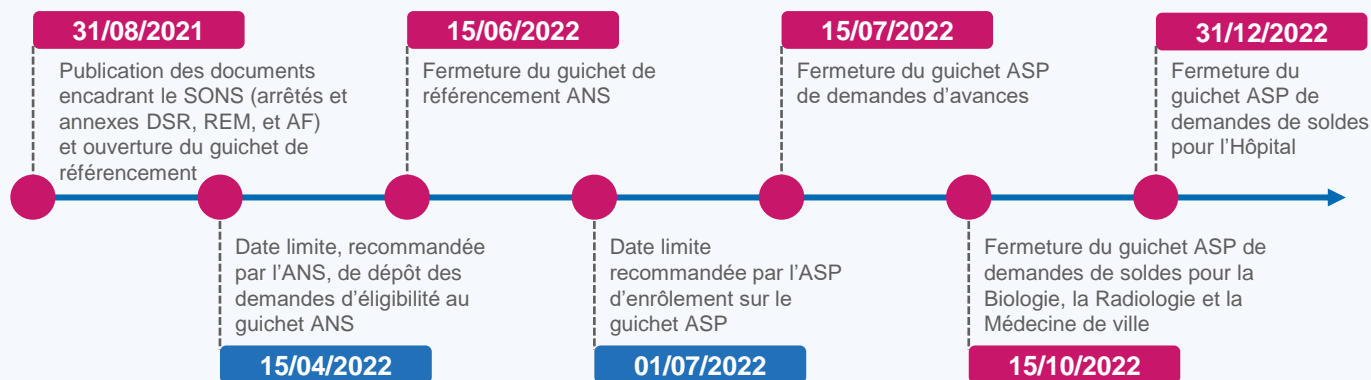 31/08/2021
Publication des documents
encadrant le SONS (arrêtés et
annexes DSR, REM, et AF)
et ouverture du guichet de
référencement
15/06/2022
Fermeture du guichet de
référencement ANS
15/07/2022
Fermeture du guichet ASP
de demandes d’avances
31/12/2022
Fermeture du
guichet ASP de
demandes de soldes
pour l’Hôpital
Date limite, recommandée
par l’ANS, de dépôt des
demandes d’éligibilité au
guichet ANS
15/04/2022
Date limite
recommandée par l’ASP
d’enrôlement sur le
guichet ASP
01/07/2022
Fermeture du guichet ASP de
demandes de soldes pour la
Biologie, la Radiologie et la
Médecine de ville
15/10/2022